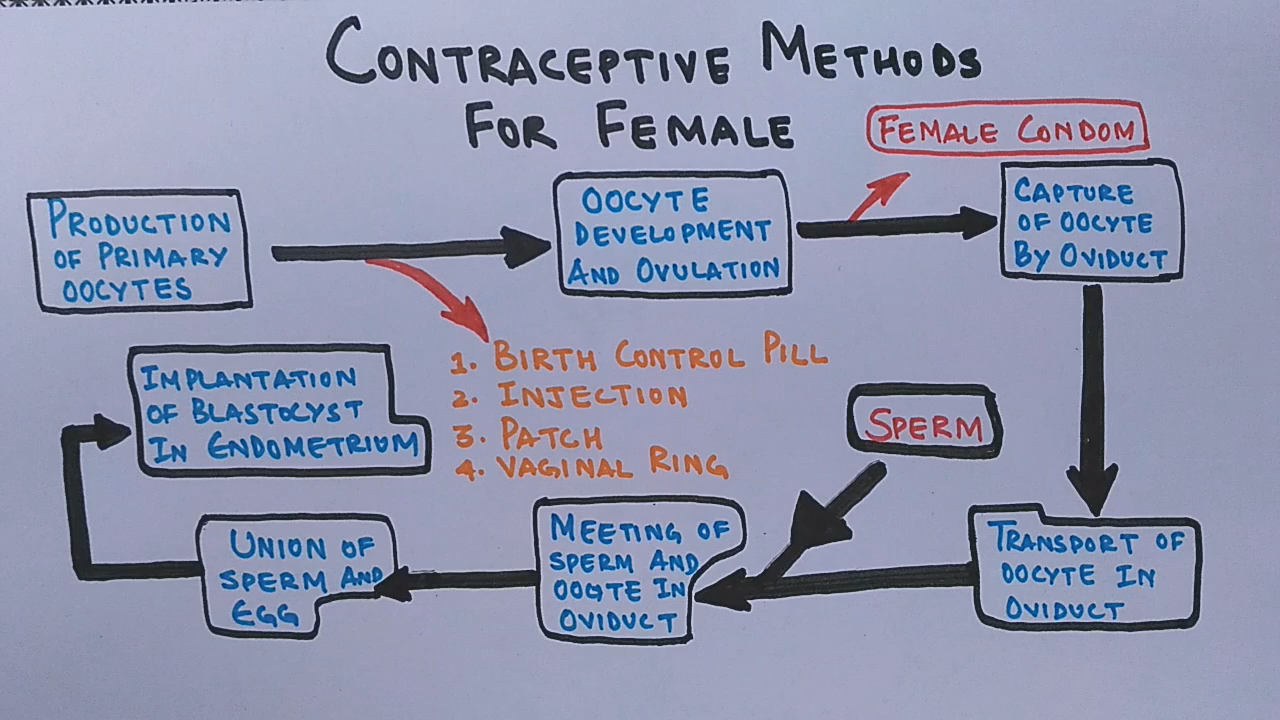 CONTRACEPTIVE METHODS
FOR FEMALE
FEMALE CONDOM
PRODUCTION
OF PRIMARY
OOCYTES
OOCYTE
DEVELOPMENT
AND OVULATION
CAPTURE
OF OOCYTE
BY OVIDUCT
1. BIRTH CONTROL PILL
2. INJECTION
3. PATCH
4. VAGINAL RING
SPERM
TRANSPORT OF
OOCYTE IN
OVIDUCT
MEETING OF
SPERM AND
OOCYTE IN
OVIDUCT
UNION OF
SPERM AND
EGG
IMPLANTATION
OF BLASTOCYST
IN ENDOMETRIUM